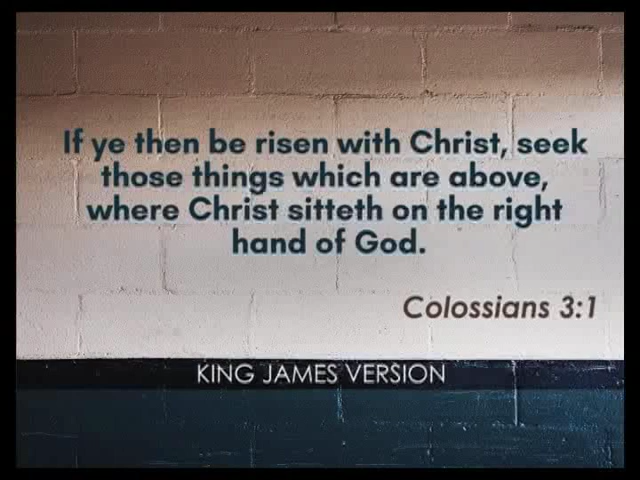 If ye then be risen with Christ, seek
those things which are above,
where Christ sitteth on the right
hand of God.
Colossians 3:1
KING JAMES VERSION